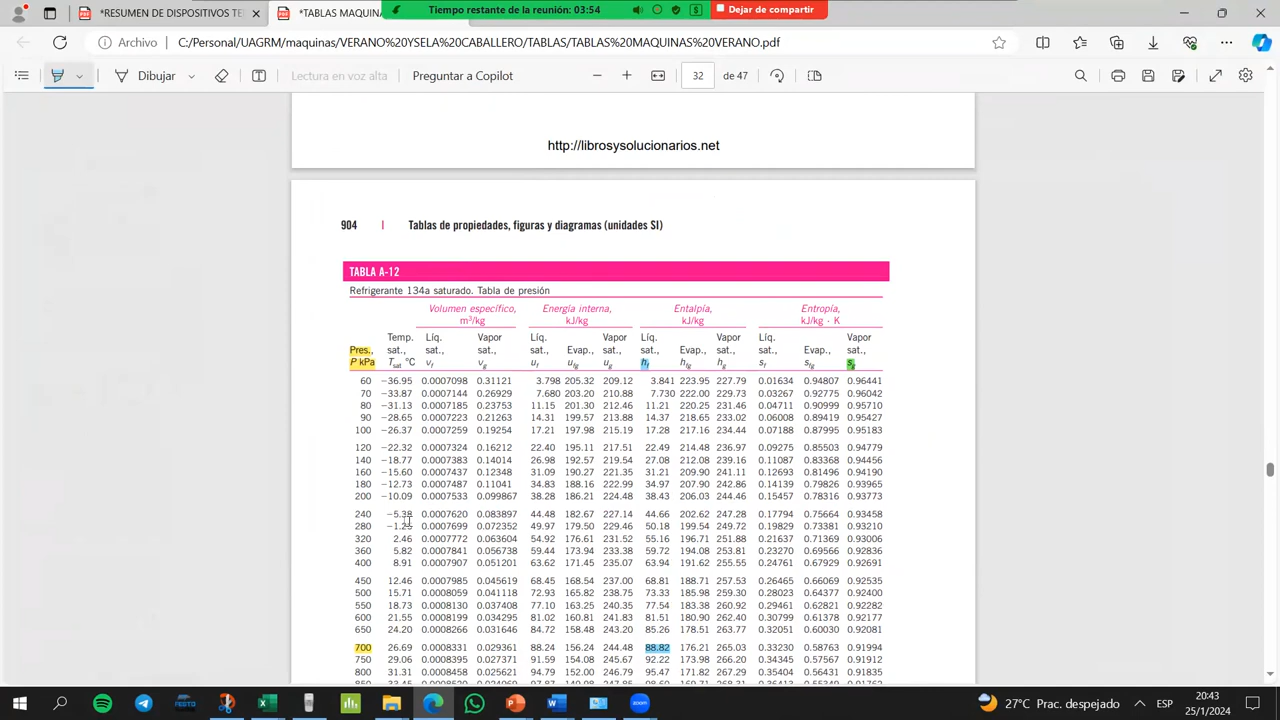 *RESUMEN DE DISPOSITIVOS TE
*TABLAS MAQUINA
Tiempo restante de la reunión: 03:54
Dejar de compartir
Archivo
C:/Personal/UAGRM/maquinas/VERANO%20YSELA%20CABALLERO/TABLAS/TABLAS%20MAQUINAS%20VERANO.pdf
Dibujar
Lectura en voz alta
Preguntar a Copilot
32
de 47
http://librosysolucionarios.net
904 | Tablas de propiedades, figuras y diagramas (unidades SI)
TABLA A-12
Refrigerante 134a saturado. Tabla de presión
Volumen específico, Energía interna, Entalpía, Entropía,
m³/kg kJ/kg kJ/kg kJ/kg · K
Temp. Líq. Vapor Líq. Vapor Líq. Vapor Líq. Vapor
Pres., sat., sat., sat., sat., Evap., sat., sat., Evap., sat., sat., Evap., sat.,
P kPa Tsat °C vf vg uf ufg ug hf hfg hg sf sfg sg
60 −36.95 0.0007098 0.31121 3.798 205.32 209.12 3.841 223.95 227.79 0.01634 0.94807 0.96441
70 −33.87 0.0007144 0.26929 7.680 203.20 210.88 7.730 222.00 229.73 0.03267 0.92775 0.96042
80 −31.13 0.0007185 0.23753 11.15 201.30 212.46 11.21 220.25 231.46 0.04711 0.90999 0.95710
90 −28.65 0.0007223 0.21263 14.31 199.57 213.88 14.37 218.65 233.02 0.06008 0.89419 0.95427
100 −26.37 0.0007259 0.19254 17.21 197.98 215.19 17.28 217.16 234.44 0.07188 0.87995 0.95183
120 −22.32 0.0007324 0.16212 22.40 195.11 217.51 22.49 214.48 236.97 0.09275 0.85503 0.94779
140 −18.77 0.0007383 0.14014 26.98 192.57 219.54 27.08 212.08 239.16 0.11087 0.83368 0.94456
160 −15.60 0.0007437 0.12348 31.09 190.27 221.35 31.21 209.90 241.11 0.12693 0.81496 0.94190
180 −12.73 0.0007487 0.11041 34.83 188.16 222.99 34.97 207.90 242.86 0.14139 0.79826 0.93965
200 −10.09 0.0007533 0.099867 38.28 186.21 224.48 38.43 206.03 244.46 0.15457 0.78316 0.93773
240 −5.38 0.0007620 0.083897 44.48 182.67 227.14 44.66 202.62 247.28 0.17794 0.75664 0.93458
280 0.0007699 0.072352 49.97 179.50 229.46 50.18 199.54 249.72 0.19829 0.73381 0.93210
320 2.46 0.0007772 0.063604 54.92 176.61 231.52 55.16 196.71 251.88 0.21637 0.71369 0.93006
360 5.82 0.0007841 0.056738 59.44 173.94 233.38 59.72 194.08 253.81 0.23270 0.69566 0.92836
400 8.91 0.0007907 0.051201 63.62 171.45 235.07 63.94 191.62 255.55 0.24761 0.67929 0.92691
450 12.46 0.0007985 0.045619 68.45 168.54 237.00 68.81 188.71 257.53 0.26465 0.66069 0.92535
500 15.71 0.0008059 0.041118 72.93 165.82 238.75 73.33 185.98 259.30 0.28023 0.64377 0.92400
550 18.73 0.0008130 0.037408 77.10 163.25 240.35 77.54 183.38 260.92 0.29461 0.62821 0.92282
600 21.55 0.0008199 0.034295 81.02 160.81 241.83 81.51 180.90 262.40 0.30799 0.61378 0.92177
650 24.20 0.0008266 0.031646 84.72 158.48 243.20 85.26 178.51 263.77 0.32051 0.60030 0.92081
700 26.69 0.0008331 0.029361 88.24 156.24 244.48 88.82 176.21 265.03 0.33230 0.58763 0.91994
750 29.06 0.0008395 0.027371 91.59 154.08 245.67 92.22 173.98 266.20 0.34345 0.57567 0.91912
800 31.31 0.0008458 0.025621 94.79 152.00 246.79 95.47 171.82 267.29 0.35404 0.56431 0.91835
27°C Prac. despejado
ESP
20:43
25/1/2024